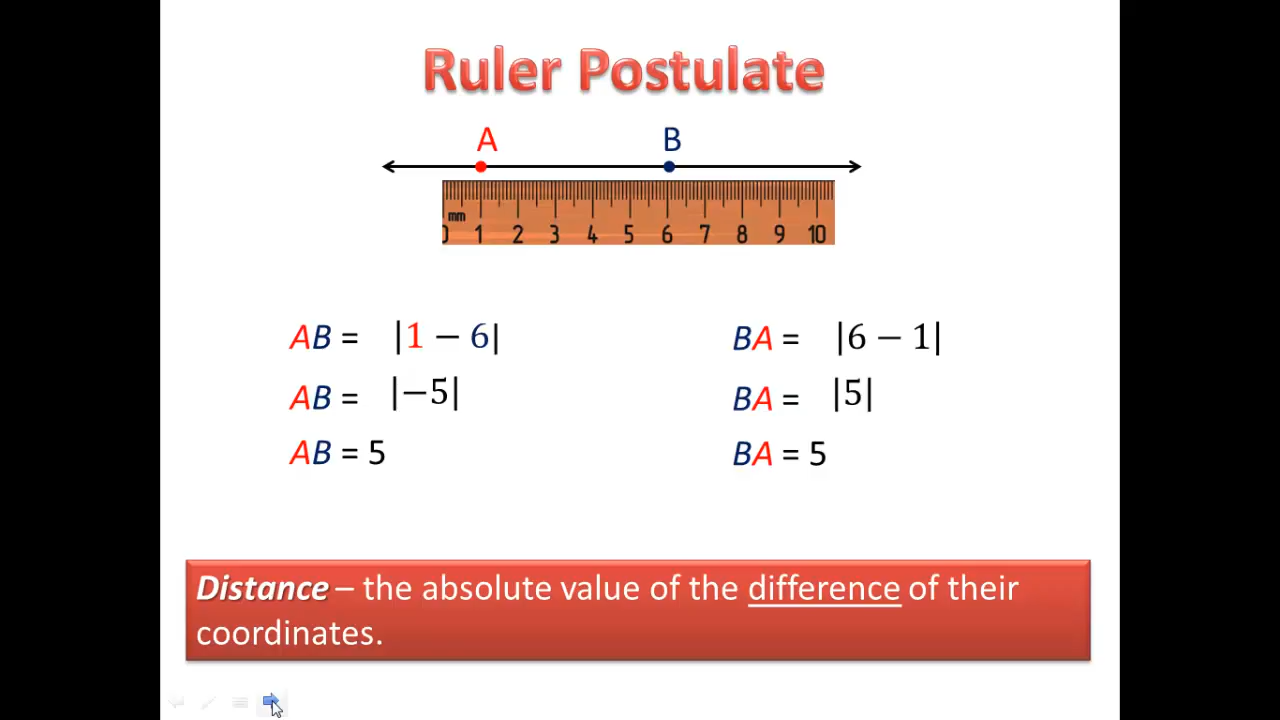 Ruler Postulate
A B
mm
0 1 2 3 4 5 6 7 8 9 10
AB = |1 − 6|
BA = |6 − 1|
AB = |−5|
BA = |5|
AB = 5
BA = 5
Distance – the absolute value of the difference of their
coordinates.